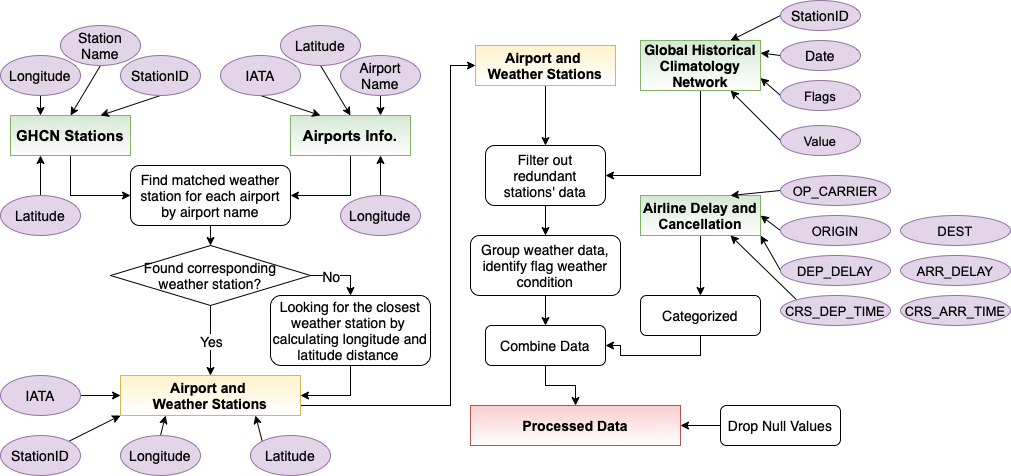 Station
Name
Longitude
StationID
GHCN Stations
Latitude
Latitude
IATA
Airport
Name
Airports Info.
Longitude
Find matched weather
station for each airport
by airport name
Found corresponding
weather station?
No
Looking for the closest
weather station by
calculating longitude and
latitude distance
Yes
IATA
Airport and
Weather Stations
StationID
Longitude
Latitude
Airport and
Weather Stations
Global Historical
Climatology
Network
StationID
Date
Flags
Value
Filter out
redundant
stations' data
Airline Delay and
Cancellation
OP_CARRIER
ORIGIN
DEST
DEP_DELAY
ARR_DELAY
CRS_DEP_TIME
CRS_ARR_TIME
Group weather data,
identify flag weather
condition
Categorized
Combine Data
Processed Data
Drop Null Values